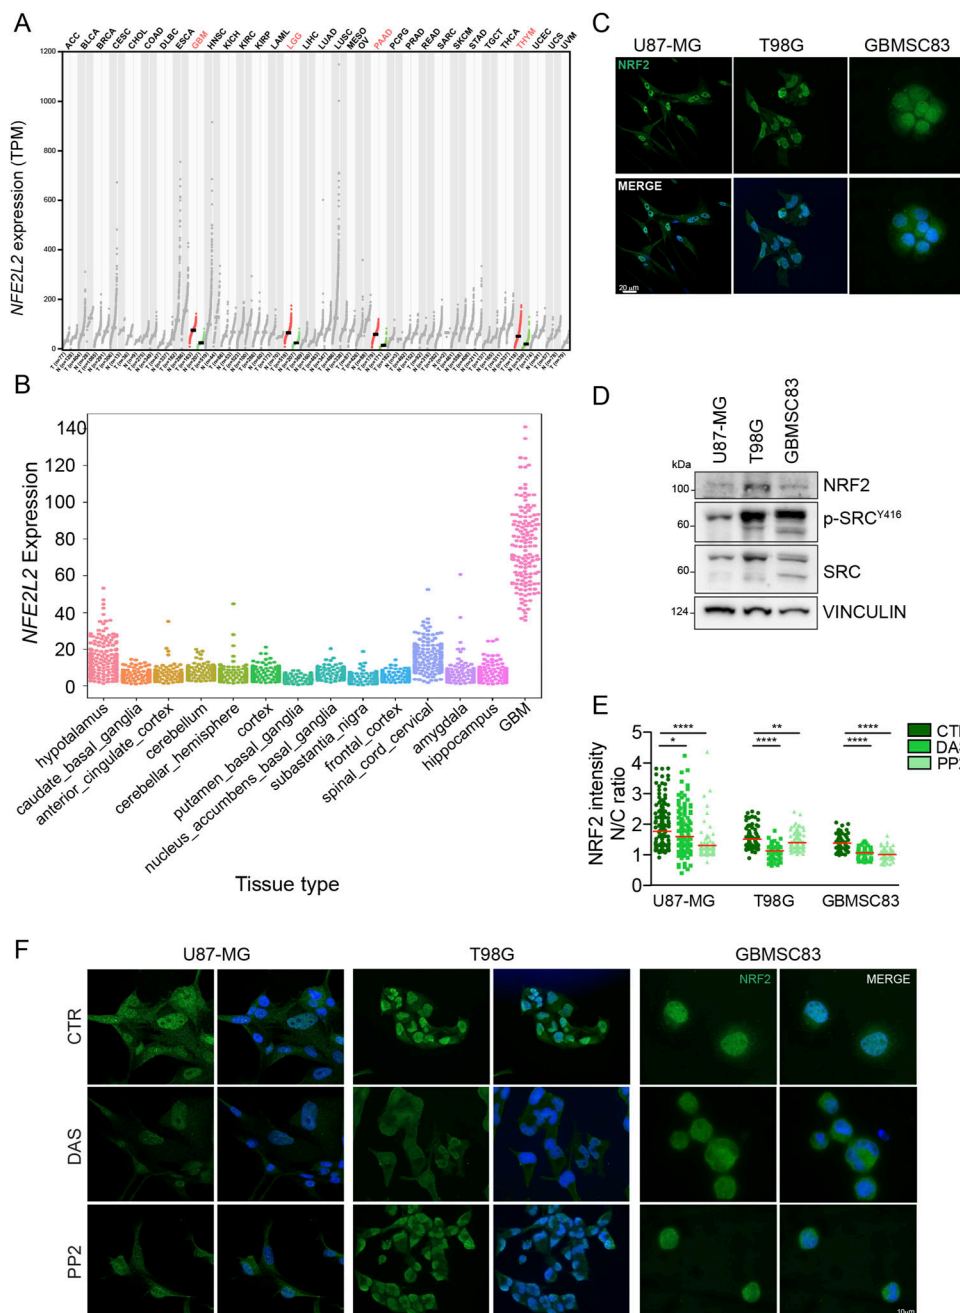 A
ACC BLCA BRCA CESC CHOL COAD DLBC ESCA GBM HNSC KICH KIRC KIRP LAML LGG LIHC LUAD LUSC MESO OV PAAD PCPG PRAD READ SARC SKCM STAD TGCT THCA THYM UCEC UCS UVM
NFE2L2 expression (TPM)
1200
1000
800
600
400
200
100
0
B
NFE2L2 Expression
140
120
100
80
60
40
20
0
hypotalamus
caudate_basal_ganglia
anterior_cingulate_cortex
cerebellum
cerebellar_hemisphere
cortex
putamen_basal_ganglia
nucleus_accumbens_basal_ganglia
subastantia_nigra
frontal_cortex
spinal_cord_cervical
amygdala
hippocampus
GBM
Tissue type
C
U87-MG T98G GBMSC83
NRF2
MERGE
20 µm
D
U87-MG
T98G
GBMSC83
kDa
100 NRF2
60 p-SRCY416
60 SRC
124 VINCULIN
E
NRF2 intensity
N/C ratio
5
4
3
2
1
0
**** ** ****
* **** ****
CTR
DAS
PP2
U87-MG T98G GBMSC83
F
U87-MG T98G GBMSC83
NRF2 MERGE
CTR
DAS
PP2
10µm